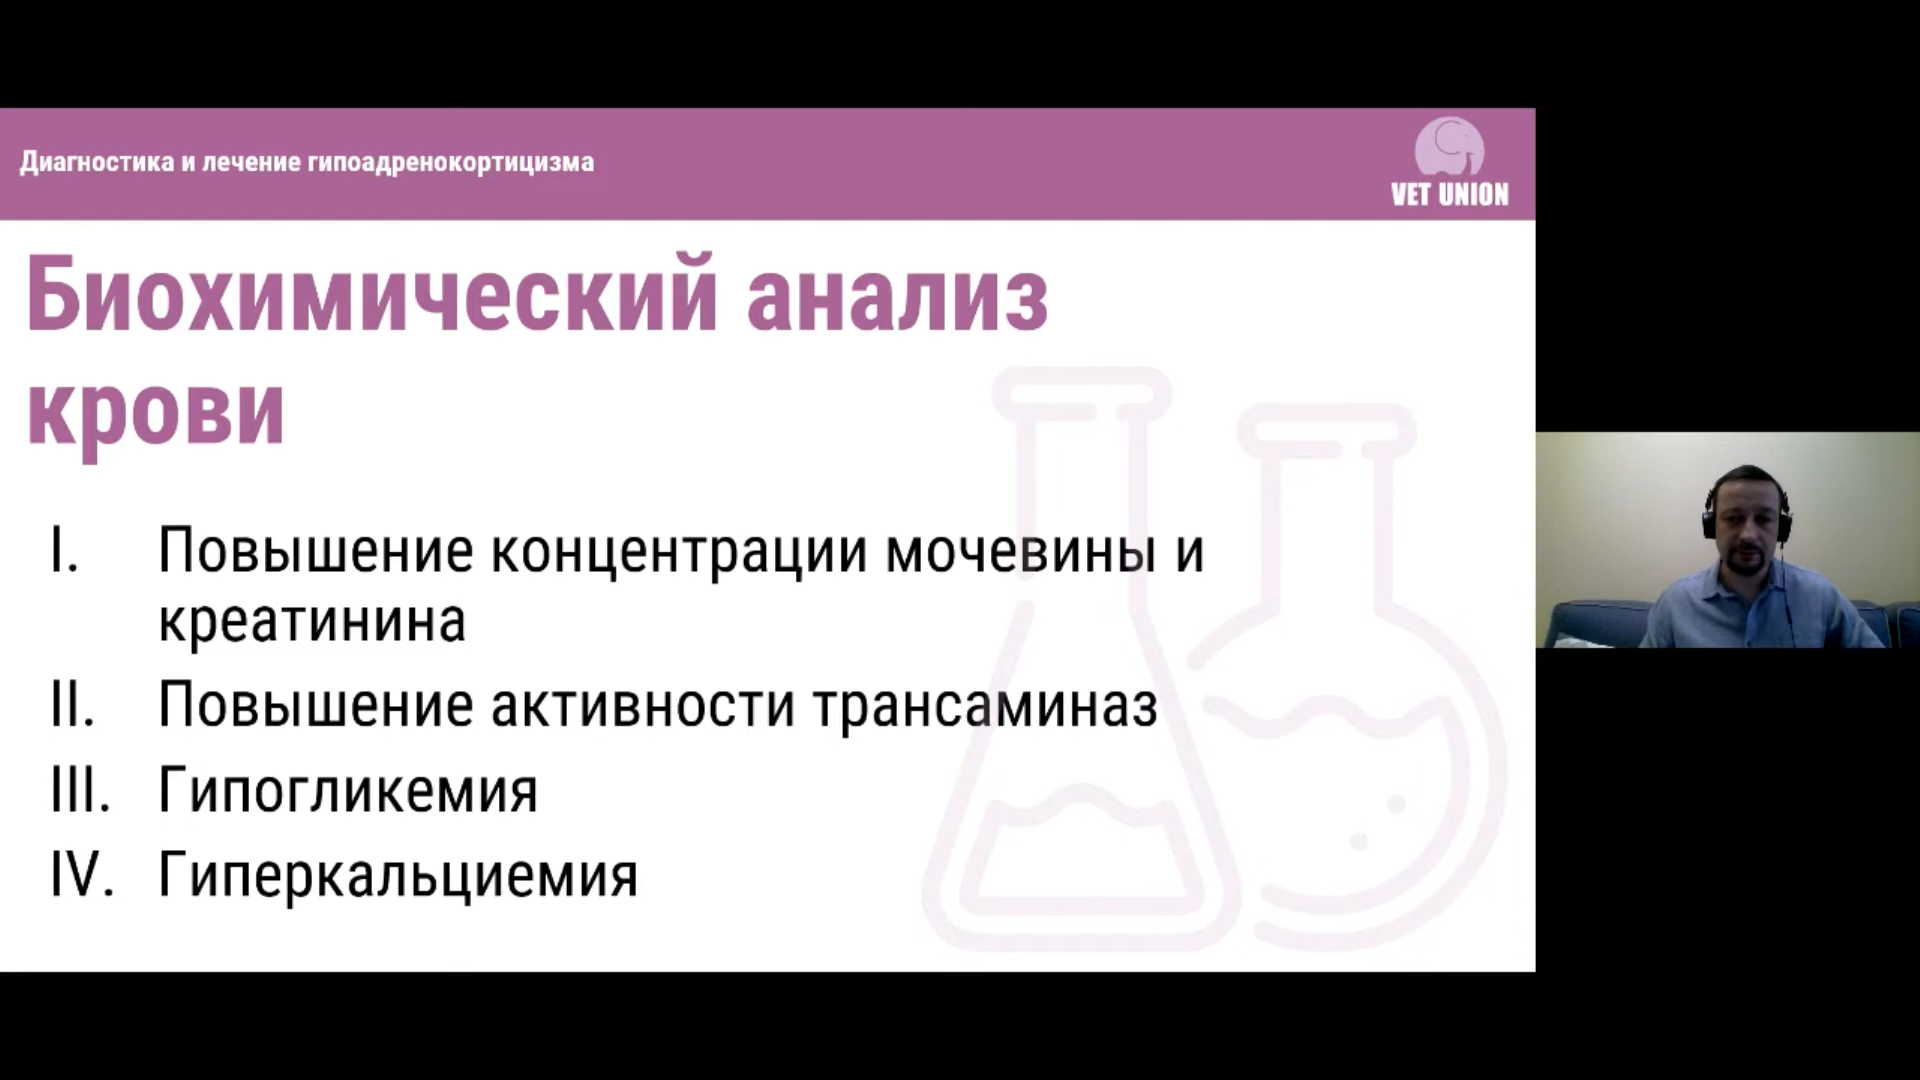 Диагностика и лечение гипоадренокортицизма
VET UNION
Биохимический анализ
крови
I. Повышение концентрации мочевины и
креатинина
II. Повышение активности трансаминаз
III. Гипогликемия
IV. Гиперкальциемия